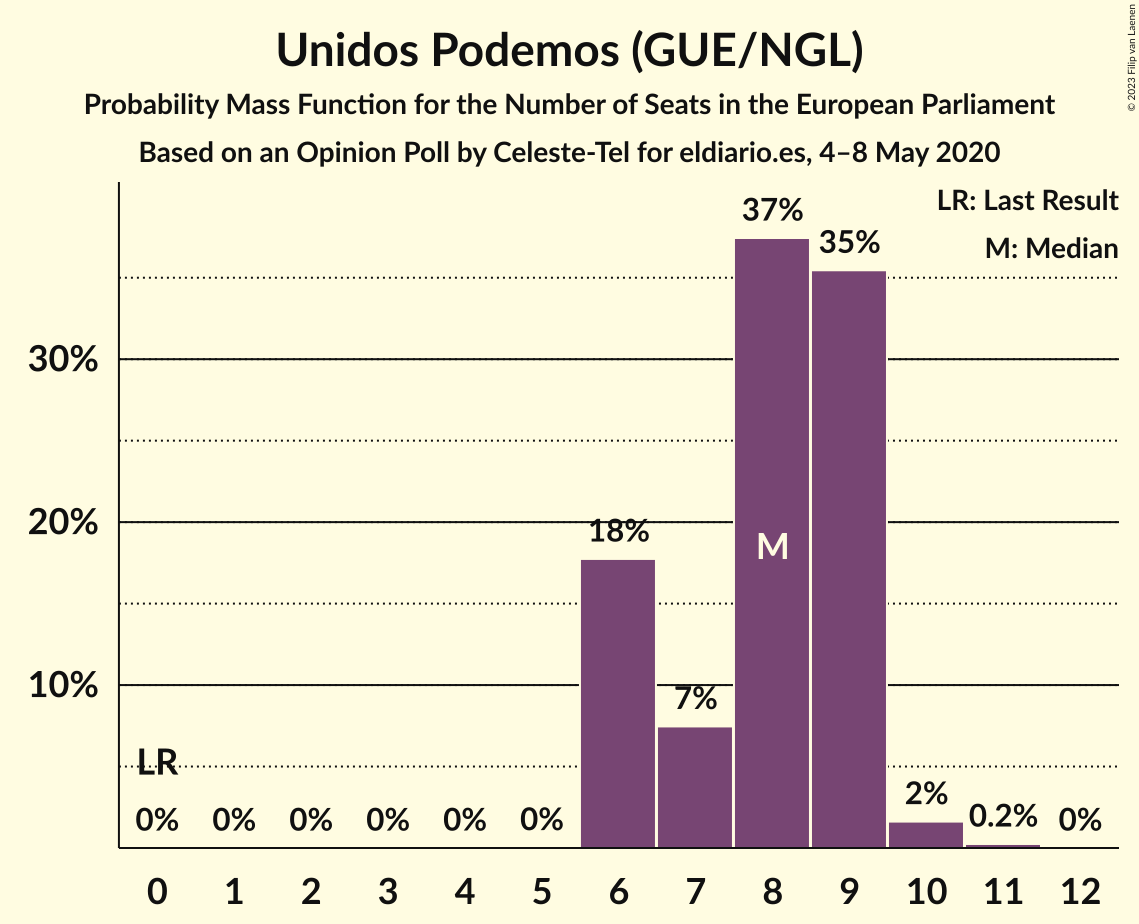 Unidos Podemos (GUE/NGL)
Probability Mass Function for the Number of Seats in the European Parliament
Based on an Opinion Poll by Celeste-Tel for eldiario.es, 4–8 May 2020
© 2023 Filip van Laenen
LR: Last Result
M: Median
37%
35%
30%
20%
18%
M
10%
7%
LR
0% 0% 0% 0% 0% 0% 2% 0.2% 0%
0 1 2 3 4 5 6 7 8 9 10 11 12